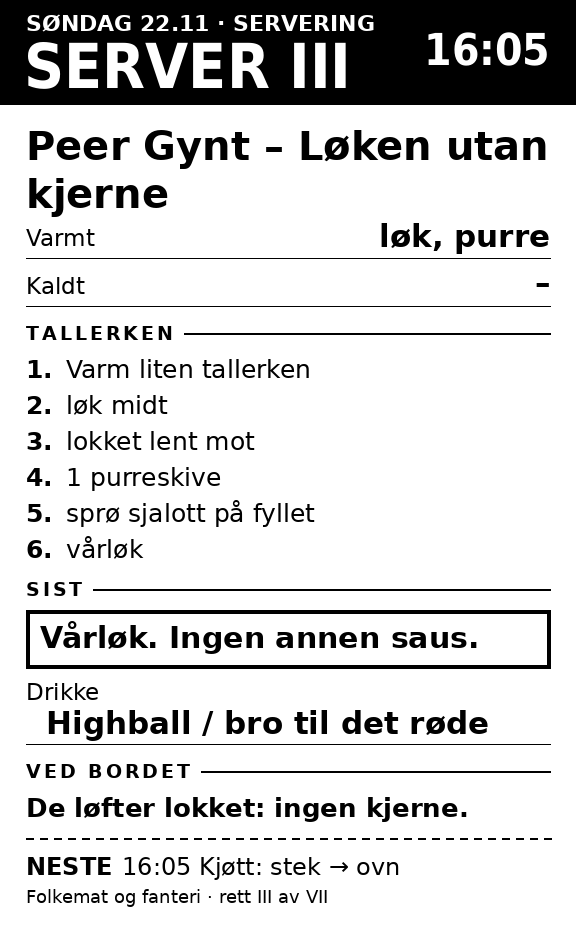 SØNDAG 22.11 · SERVERING
SERVER III
16:05
Peer Gynt – Løken utan
kjerne
Varmt løk, purre
Kaldt –
TALLERKEN
1. Varm liten tallerken
2. løk midt
3. lokket lent mot
4. 1 purreskive
5. sprø sjalott på fyllet
6. vårløk
SIST
Vårløk. Ingen annen saus.
Drikke
Highball / bro til det røde
VED BORDET
De løfter lokket: ingen kjerne.
NESTE 16:05 Kjøtt: stek → ovn
Folkemat og fanteri · rett III av VII